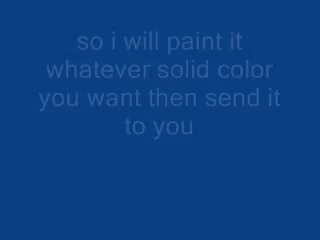 so i will paint it
whatever solid color
you want then send it
to you